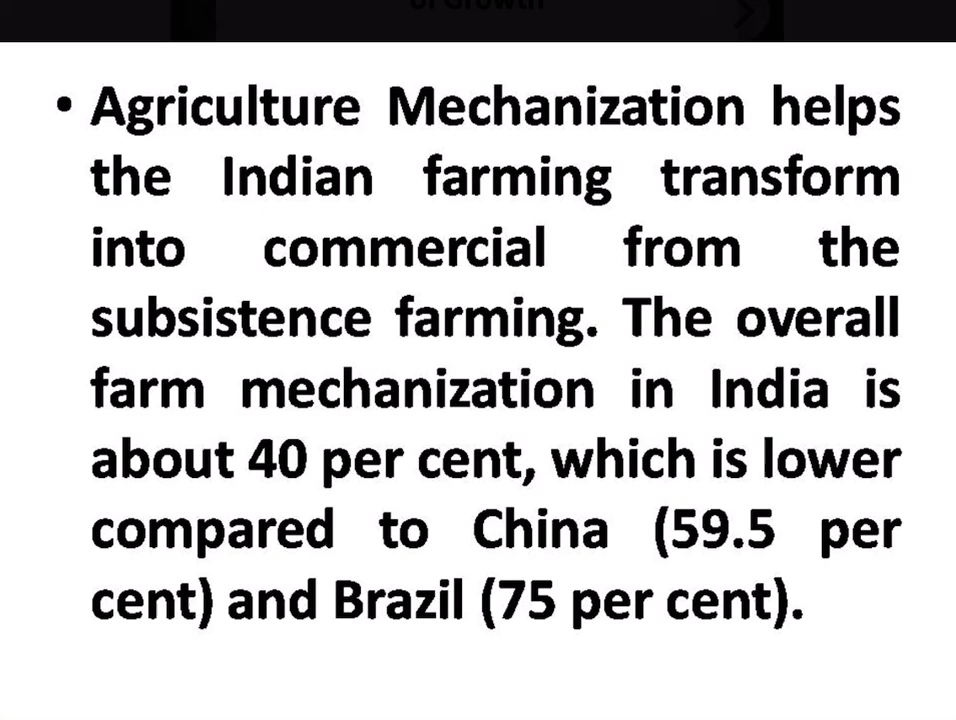 of Growth
• Agriculture Mechanization helps
the Indian farming transform
into commercial from the
subsistence farming. The overall
farm mechanization in India is
about 40 per cent, which is lower
compared to China (59.5 per
cent) and Brazil (75 per cent).